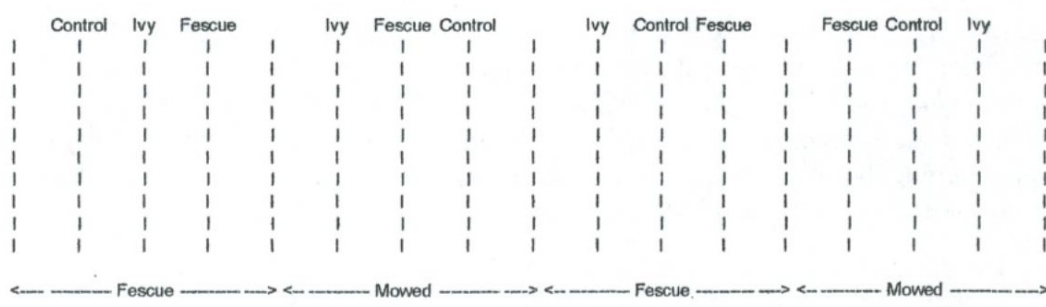 Control Ivy Fescue Ivy Fescue Control Ivy Control Fescue Fescue Control Ivy
<---- --------- Fescue ---------- ---> <---- --------- Mowed ---------- ---> <-- --------- Fescue --------- ---> <---- --------- Mowed ---------- --->